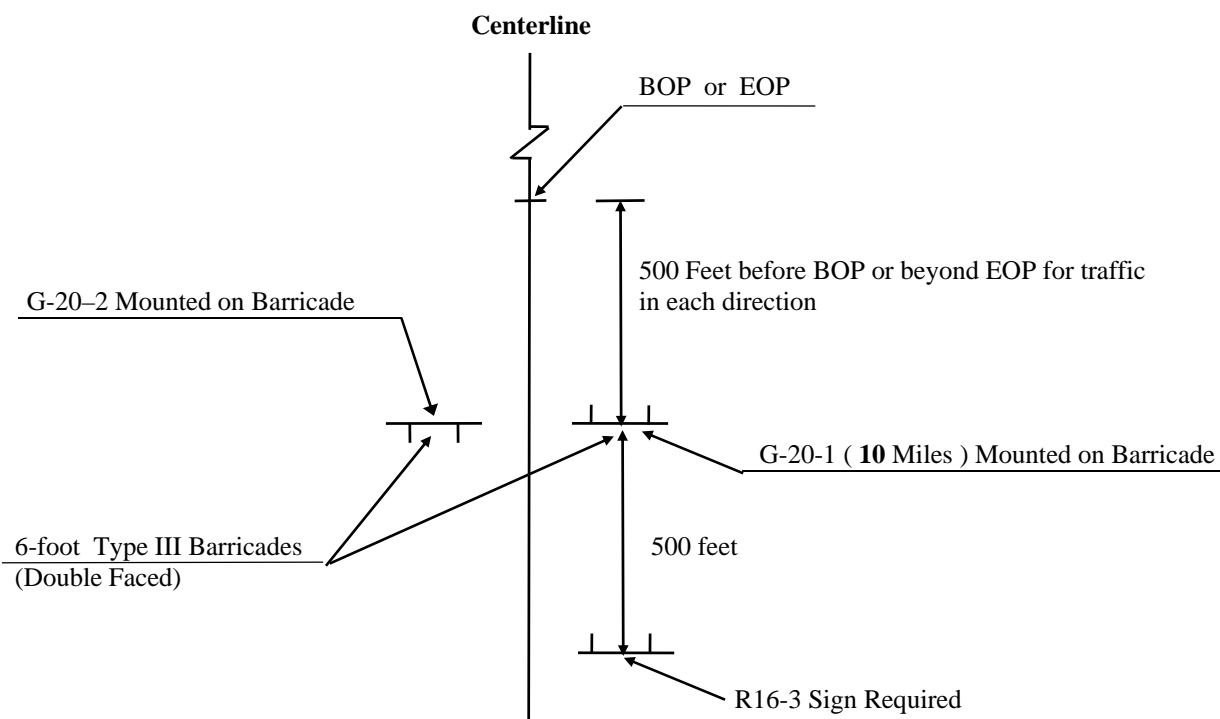 Centerline
BOP or EOP
500 Feet before BOP or beyond EOP for traffic
in each direction
G-20–2 Mounted on Barricade
G-20-1 ( 10 Miles ) Mounted on Barricade
6-foot Type III Barricades
(Double Faced)
500 feet
R16-3 Sign Required